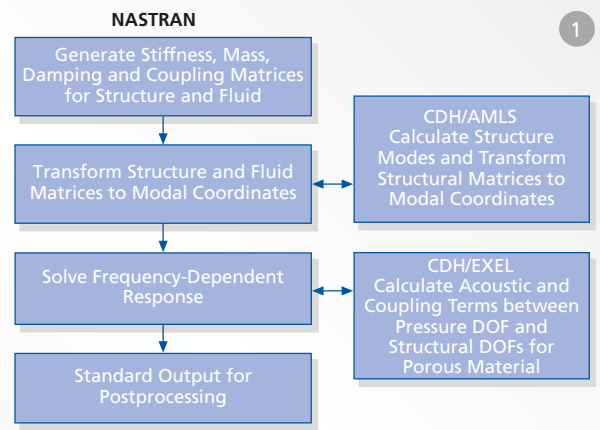 NASTRAN
1
Generate Stiffness, Mass,
Damping and Coupling Matrices
for Structure and Fluid
CDH/AMLS
Calculate Structure
Modes and Transform
Structural Matrices to
Modal Coordinates
Transform Structure and Fluid
Matrices to Modal Coordinates
CDH/EXEL
Calculate Acoustic and
Coupling Terms between
Pressure DOF and
Structural DOFs for
Porous Material
Solve Frequency-Dependent
Response
Standard Output for
Postprocessing